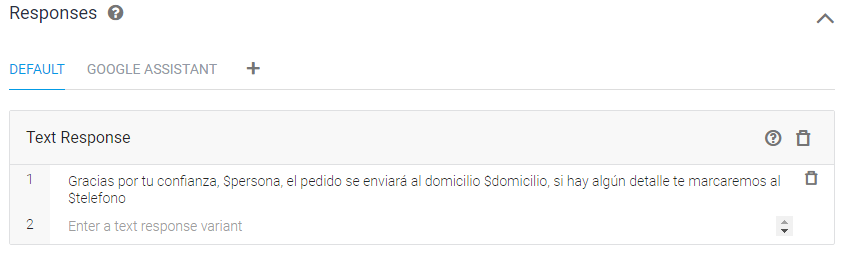 Responses
DEFAULT GOOGLE ASSISTANT +
Text Response
1 Gracias por tu confianza, $persona, el pedido se enviará al domicilio $domicilio, si hay algún detalle te marcaremos al
$telefono
2 Enter a text response variant